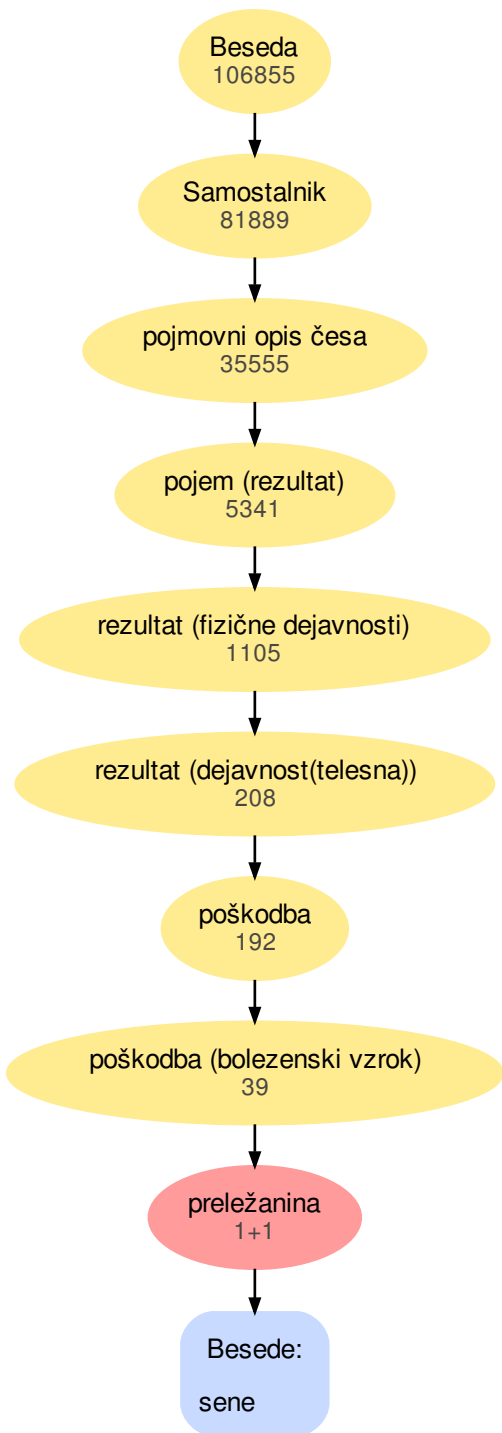 Beseda
106855
Samostalnik
81889
pojmovni opis česa
35555
pojem (rezultat)
5341
rezultat (fizične dejavnosti)
1105
rezultat (dejavnost(telesna))
208
poškodba
192
poškodba (bolezenski vzrok)
39
preležanina
1+1
Besede:
sene